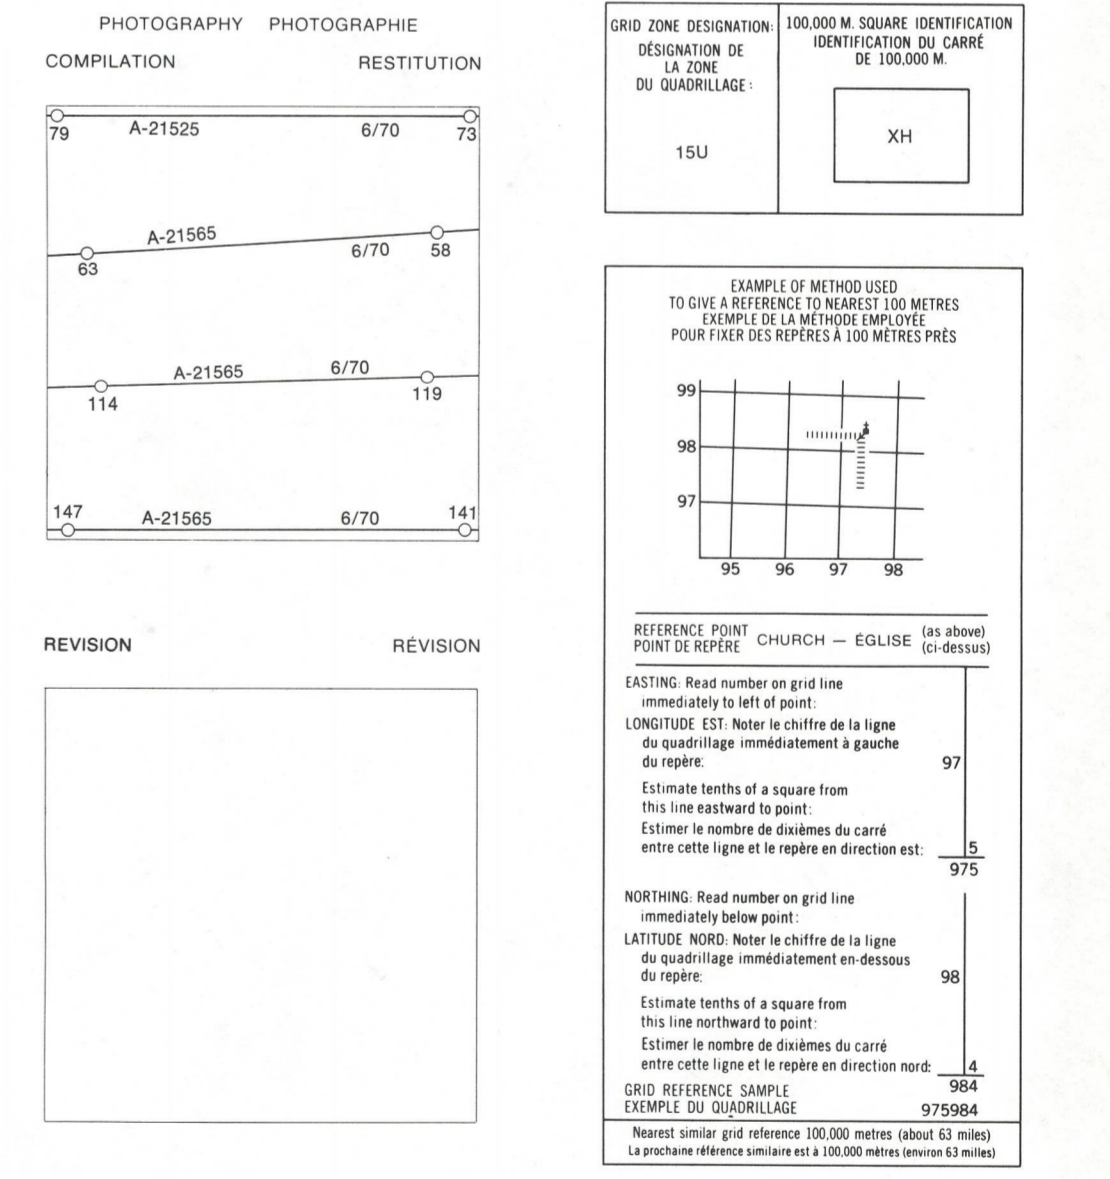 PHOTOGRAPHY PHOTOGRAPHIE
COMPILATION RESTITUTION
79 A-21525 6/70 73
63 A-21565 6/70 58
114 A-21565 6/70 119
147 A-21565 6/70 141
REVISION RÉVISION
GRID ZONE DESIGNATION:
DÉSIGNATION DE
LA ZONE
DU QUADRILLAGE :
15U
100,000 M. SQUARE IDENTIFICATION
IDENTIFICATION DU CARRÉ
DE 100,000 M.
XH
EXAMPLE OF METHOD USED
TO GIVE A REFERENCE TO NEAREST 100 METRES
EXEMPLE DE LA MÉTHODE EMPLOYÉE
POUR FIXER DES REPÈRES À 100 MÈTRES PRÈS
99
98
97
95 96 97 98
REFERENCE POINT
POINT DE REPÈRE
CHURCH — ÉGLISE
(as above)
(ci-dessus)
EASTING: Read number on grid line
immediately to left of point:
LONGITUDE EST: Noter le chiffre de la ligne
du quadrillage immédiatement à gauche
du repère: 97
Estimate tenths of a square from
this line eastward to point:
Estimer le nombre de dixièmes du carré
entre cette ligne et le repère en direction est: 5
975
NORTHING: Read number on grid line
immediately below point:
LATITUDE NORD: Noter le chiffre de la ligne
du quadrillage immédiatement en-dessous
du repère: 98
Estimate tenths of a square from
this line northward to point:
Estimer le nombre de dixièmes du carré
entre cette ligne et le repère en direction nord: 4
984
GRID REFERENCE SAMPLE
EXEMPLE DU QUADRILLAGE 975984
Nearest similar grid reference 100,000 metres (about 63 miles)
La prochaine référence similaire est à 100,000 mètres (environ 63 milles)